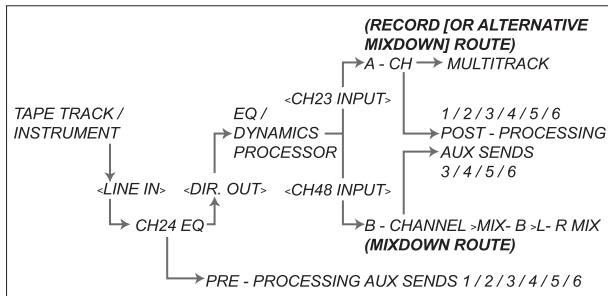 (RECORD [OR ALTERNATIVE
MIXDOWN] ROUTE)
A - CH
MULTITRACK
<CH23 INPUT>
TAPE TRACK /
INSTRUMENT
EQ /
DYNAMICS
PROCESSOR
1 / 2 / 3 / 4 / 5 / 6
POST - PROCESSING
AUX SENDS
3 / 4 / 5 / 6
<LINE IN>
<DIR. OUT>
<CH48 INPUT>
CH24 EQ
B - CHANNEL >MIX- B >L- R MIX
(MIXDOWN ROUTE)
PRE - PROCESSING AUX SENDS 1 / 2 / 3 / 4 / 5 / 6